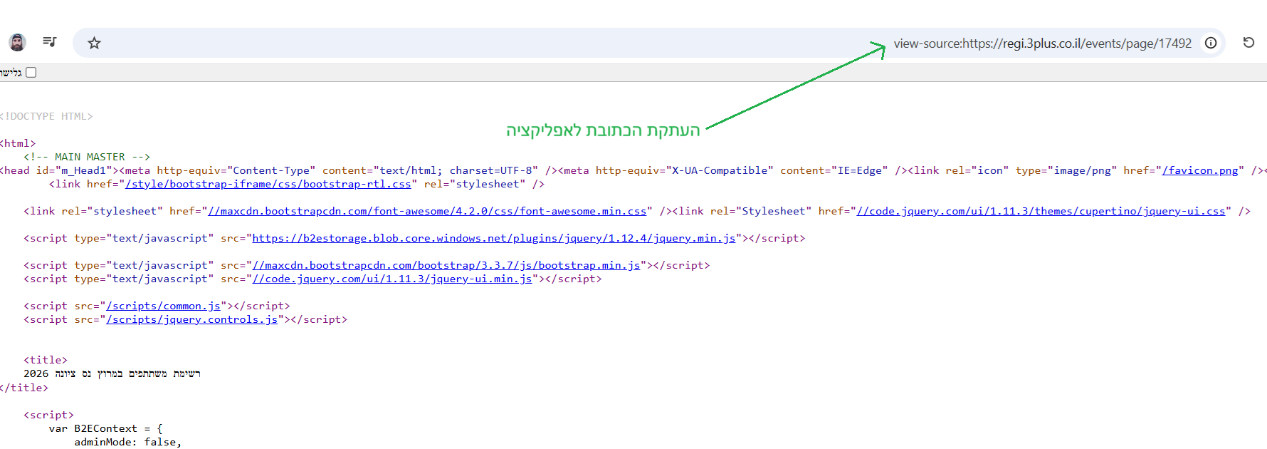 view-source:https://regi.3plus.co.il/events/page/17492
גלישה
<!DOCTYPE HTML>
העתקת הכתובת לאפליקציה
<html>
<!-- MAIN MASTER -->
<head id="m_Head1"><meta http-equiv="Content-Type" content="text/html; charset=UTF-8" /><meta http-equiv="X-UA-Compatible" content="IE=Edge" /><link rel="icon" type="image/png" href="/favicon.png" /><
<link href="/style/bootstrap-iframe/css/bootstrap-rtl.css" rel="stylesheet" />
<link rel="stylesheet" href="//maxcdn.bootstrapcdn.com/font-awesome/4.2.0/css/font-awesome.min.css" /><link rel="Stylesheet" href="//code.jquery.com/ui/1.11.3/themes/cupertino/jquery-ui.css" />
<script type="text/javascript" src="https://b2estorage.blob.core.windows.net/plugins/jquery/1.12.4/jquery.min.js"></script>
<script type="text/javascript" src="//maxcdn.bootstrapcdn.com/bootstrap/3.3.7/js/bootstrap.min.js"></script>
<script type="text/javascript" src="//code.jquery.com/ui/1.11.3/jquery-ui.min.js"></script>
<script src="/scripts/common.js"></script>
<script src="/scripts/jquery.controls.js"></script>
<title>
רשימת משתתפים במרוץ נס ציונה 2026
</title>
<script>
var B2EContext = {
adminMode: false,